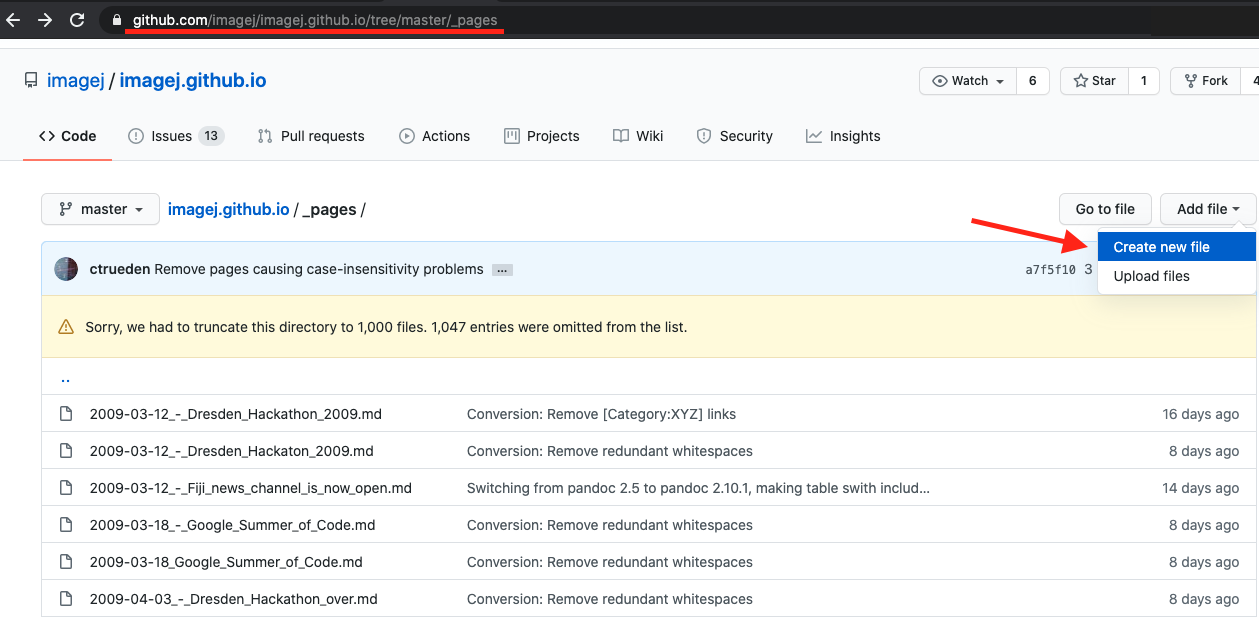 github.com/imagej/imagej.github.io/tree/master/_pages
imagej / imagej.github.io
Watch 6 Star 1 Fork 4
Code Issues 13 Pull requests Actions Projects Wiki Security Insights
master imagej.github.io / _pages / Go to file Add file
Create new file
Upload files
ctrueden Remove pages causing case-insensitivity problems ... a7f5f10 3
Sorry, we had to truncate this directory to 1,000 files. 1,047 entries were omitted from the list.
..
2009-03-12_-_Dresden_Hackathon_2009.md Conversion: Remove [Category:XYZ] links 16 days ago
2009-03-12_-_Dresden_Hackaton_2009.md Conversion: Remove redundant whitespaces 8 days ago
2009-03-12_-_Fiji_news_channel_is_now_open.md Switching from pandoc 2.5 to pandoc 2.10.1, making table swith includ... 14 days ago
2009-03-18_-_Google_Summer_of_Code.md Conversion: Remove redundant whitespaces 8 days ago
2009-03-18_Google_Summer_of_Code.md Conversion: Remove redundant whitespaces 8 days ago
2009-04-03_-_Dresden_Hackathon_over.md Conversion: Remove redundant whitespaces 8 days ago